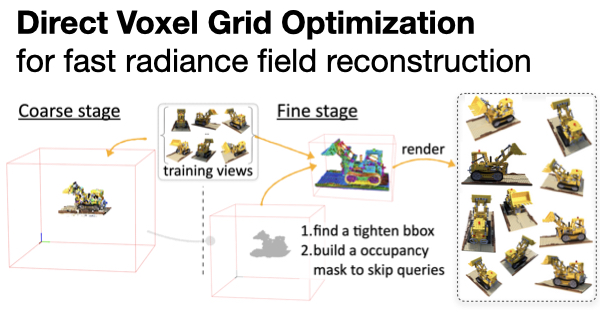 Direct Voxel Grid Optimization
for fast radiance field reconstruction
Coarse stage
training views
Fine stage
1.find a tighten bbox
2.build a occupancy
mask to skip queries
render